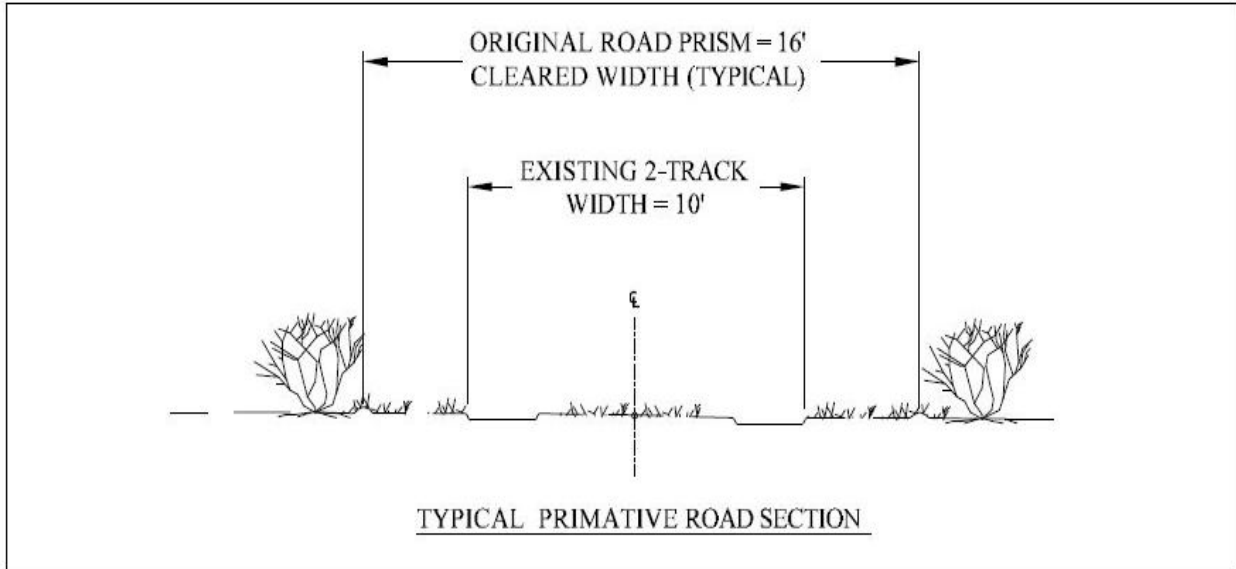 ORIGINAL ROAD PRISM = 16'
CLEARED WIDTH (TYPICAL)
EXISTING 2-TRACK
WIDTH = 10'
℄
TYPICAL PRIMATIVE ROAD SECTION